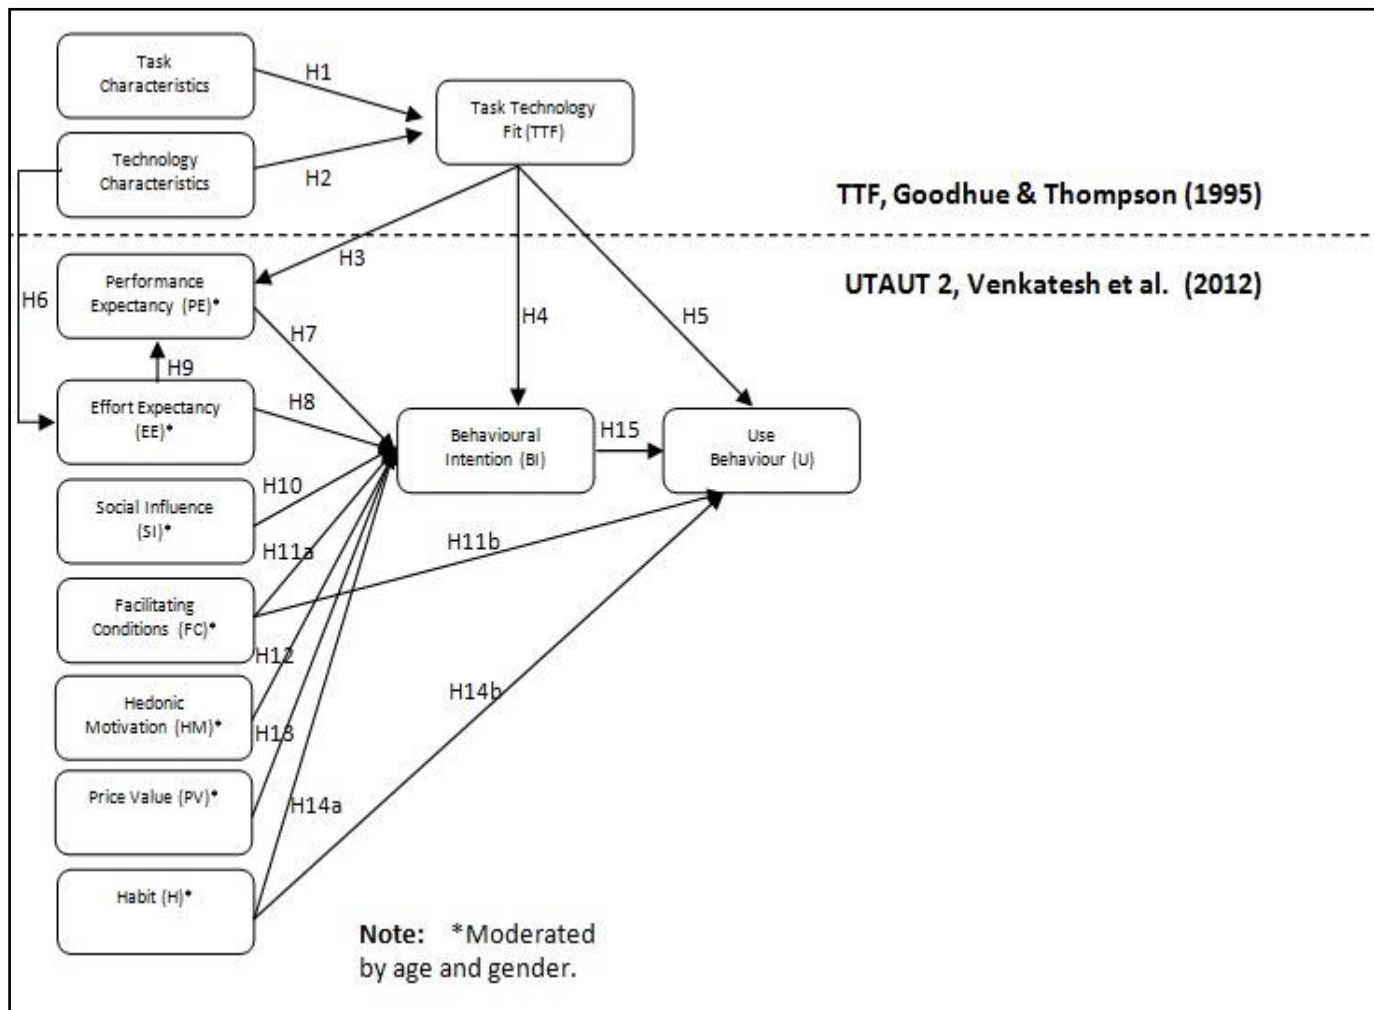 Task
Characteristics
H1
Task Technology
Fit (TTF)
Technology
Characteristics
H2
TTF, Goodhue & Thompson (1995)
H3
UTAUT 2, Venkatesh et al. (2012)
Performance
Expectancy (PE)*
H6
H4
H5
H7
H9
Effort Expectancy
(EE)*
H8
Behavioural
Intention (BI)
H15
Use
Behaviour (U)
H10
Social Influence
(SI)*
H11a
H11b
Facilitating
Conditions (FC)*
H12
Hedonic
Motivation (HM)*
H13
H14b
Price Value (PV)*
H14a
Habit (H)*
Note: *Moderated
by age and gender.